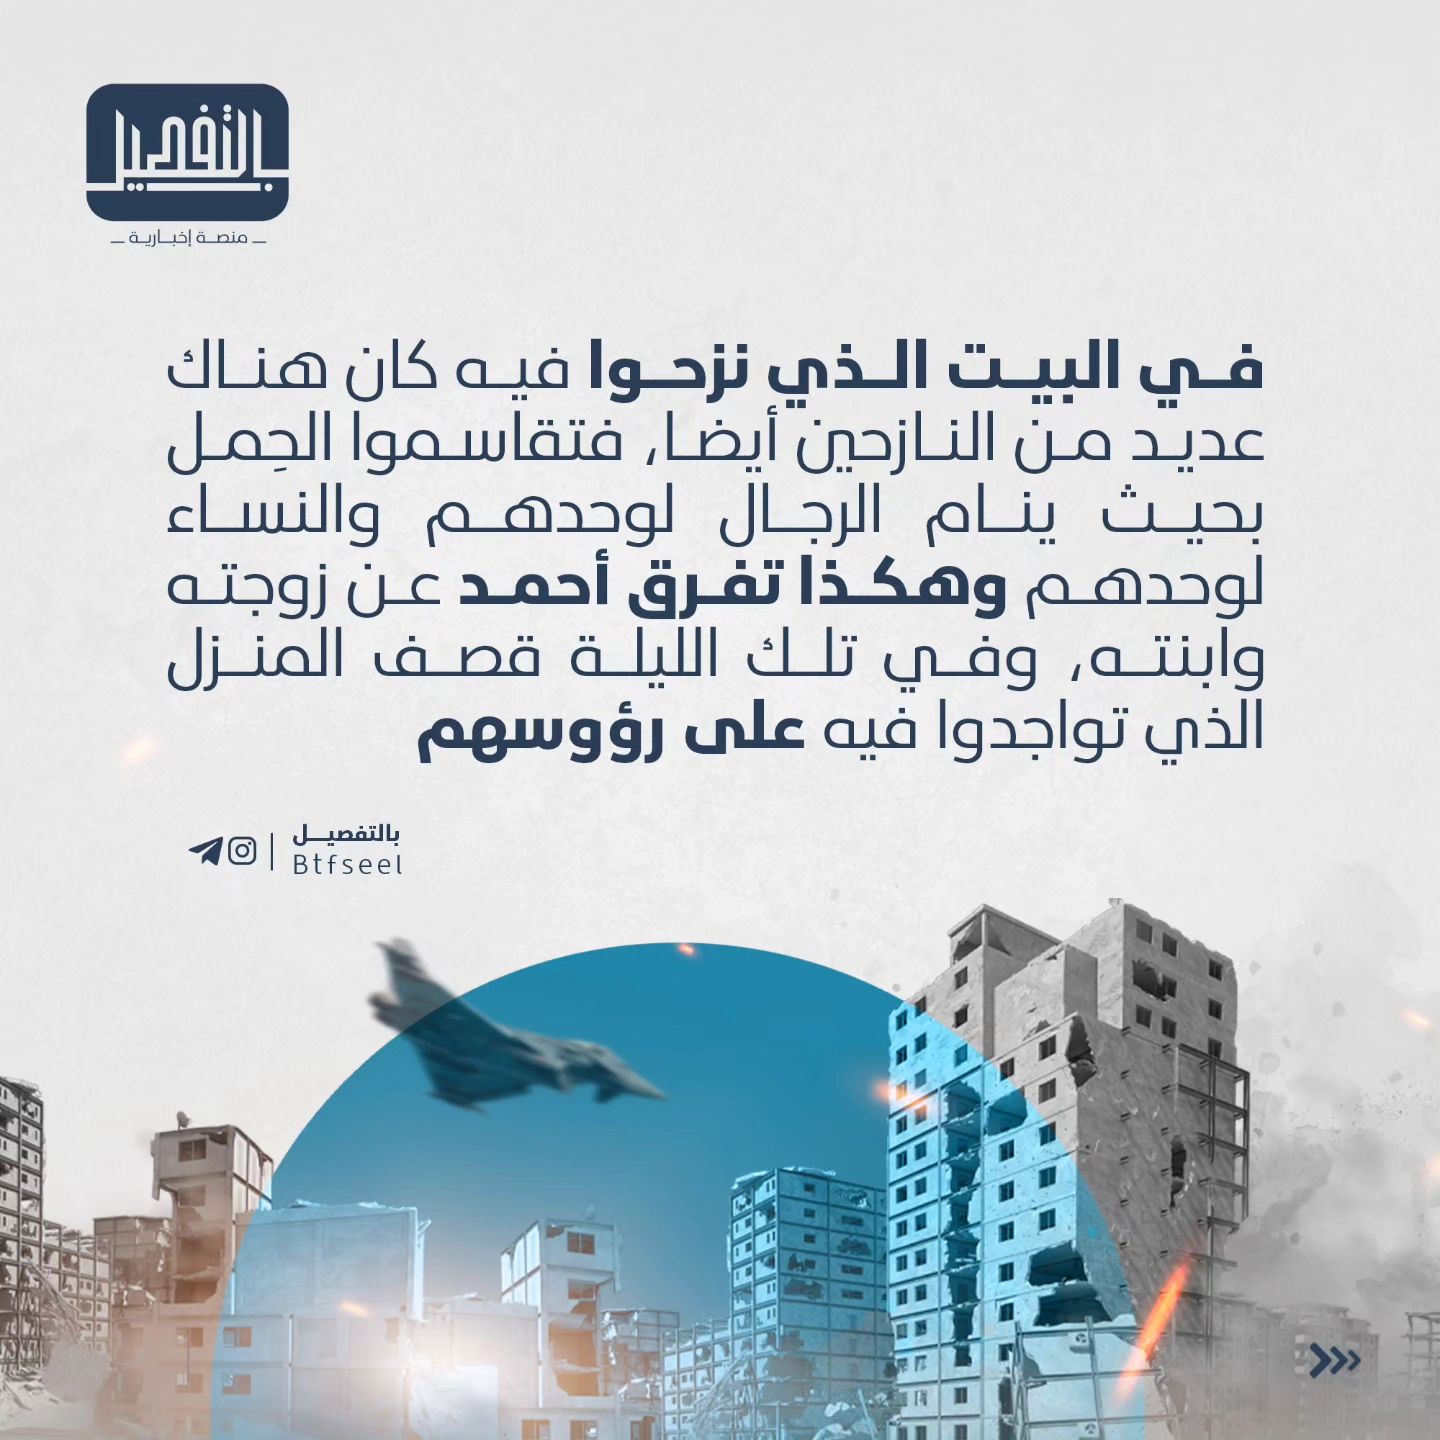 بالتفصيل
منصة إخبارية
في البيت الذي نزحوا فيه كان هناك
عديد من النازحين أيضا، فتقاسموا الحِمل
بحيث ينام الرجال لوحدهم والنساء
لوحدهم وهكذا تفرق أحمد عن زوجته
وابنته، وفي تلك الليلة قصف المنزل
الذي تواجدوا فيه على رؤوسهم
بالتفصيل
Btfseel